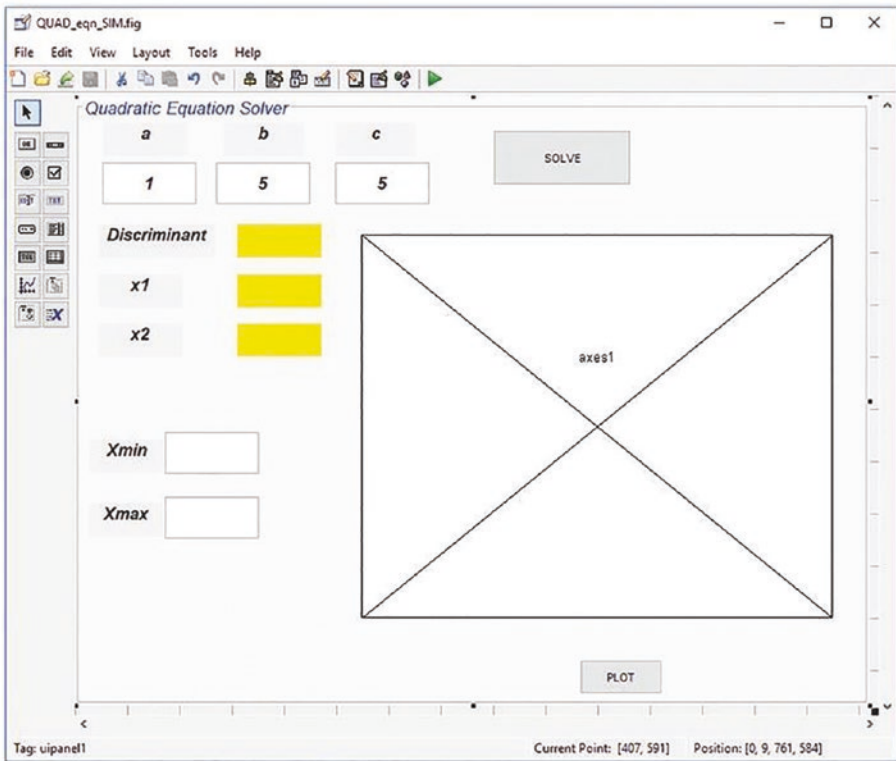 QUAD_eqn_SIM.fig
File Edit View Layout Tools Help
Quadratic Equation Solver
a b c
SOLVE
1 5 5
Discriminant
x1
x2
axes1
Xmin
Xmax
PLOT
Tag: uipanel1 Current Point: [407, 591] Position: [0, 9, 761, 584]